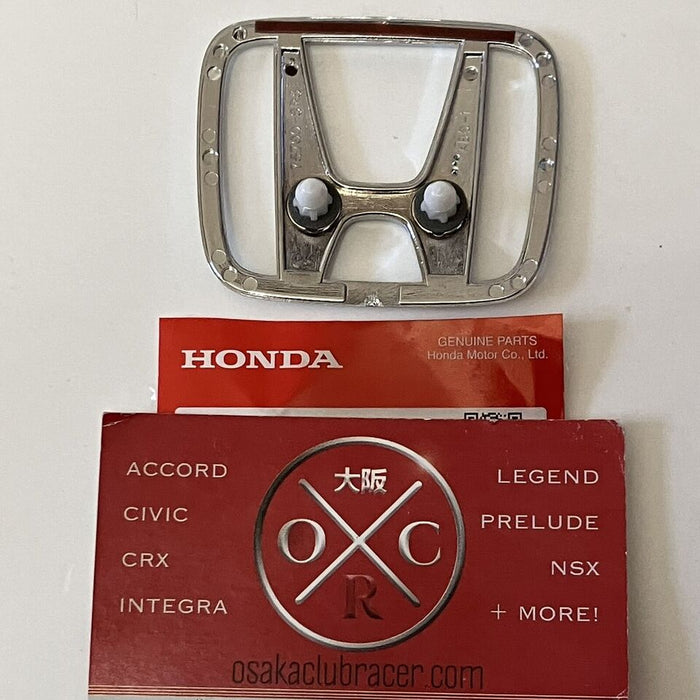 >ABS<
HONDA
GENUINE PARTS
Honda Motor Co., Ltd.
ACCORD
CIVIC
CRX
INTEGRA
大阪
O
C
R
LEGEND
PRELUDE
NSX
+ MORE!
osakaclubracer.com